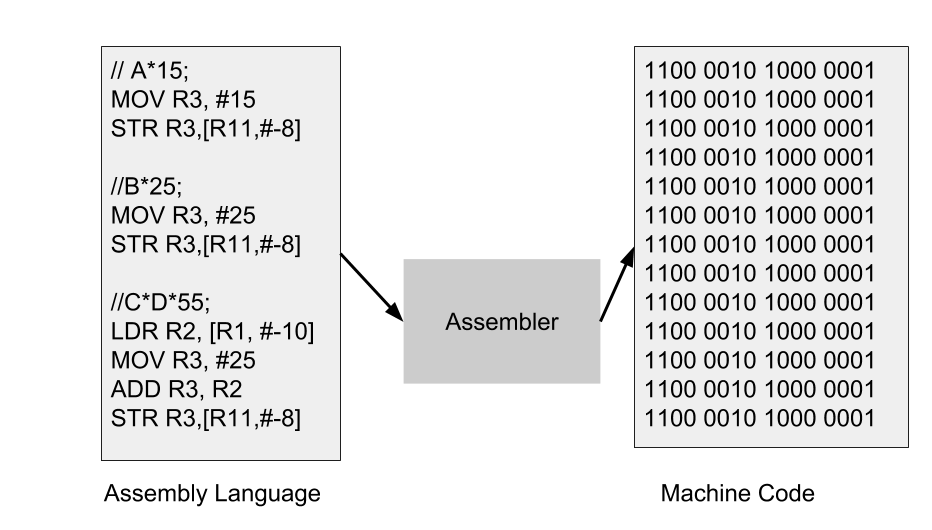 // A*15;
MOV R3, #15
STR R3,[R11,#-8]
//B*25;
MOV R3, #25
STR R3,[R11,#-8]
//C*D*55;
LDR R2, [R1, #-10]
MOV R3, #25
ADD R3, R2
STR R3,[R11,#-8]
Assembly Language
Assembler
1100 0010 1000 0001
1100 0010 1000 0001
1100 0010 1000 0001
1100 0010 1000 0001
1100 0010 1000 0001
1100 0010 1000 0001
1100 0010 1000 0001
1100 0010 1000 0001
1100 0010 1000 0001
1100 0010 1000 0001
1100 0010 1000 0001
1100 0010 1000 0001
1100 0010 1000 0001
Machine Code